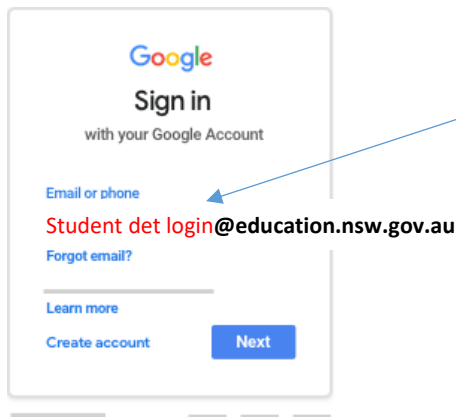 Google
Sign in
with your Google Account
Email or phone
Student det login@education.nsw.gov.au
Forgot email?
Learn more
Create account Next